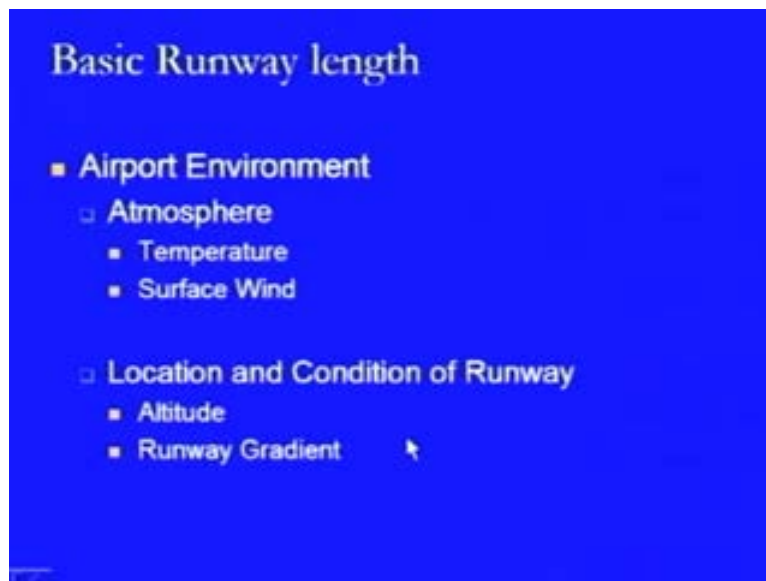 Basic Runway length
Airport Environment
Atmosphere
Temperature
Surface Wind
Location and Condition of Runway
Altitude
Runway Gradient